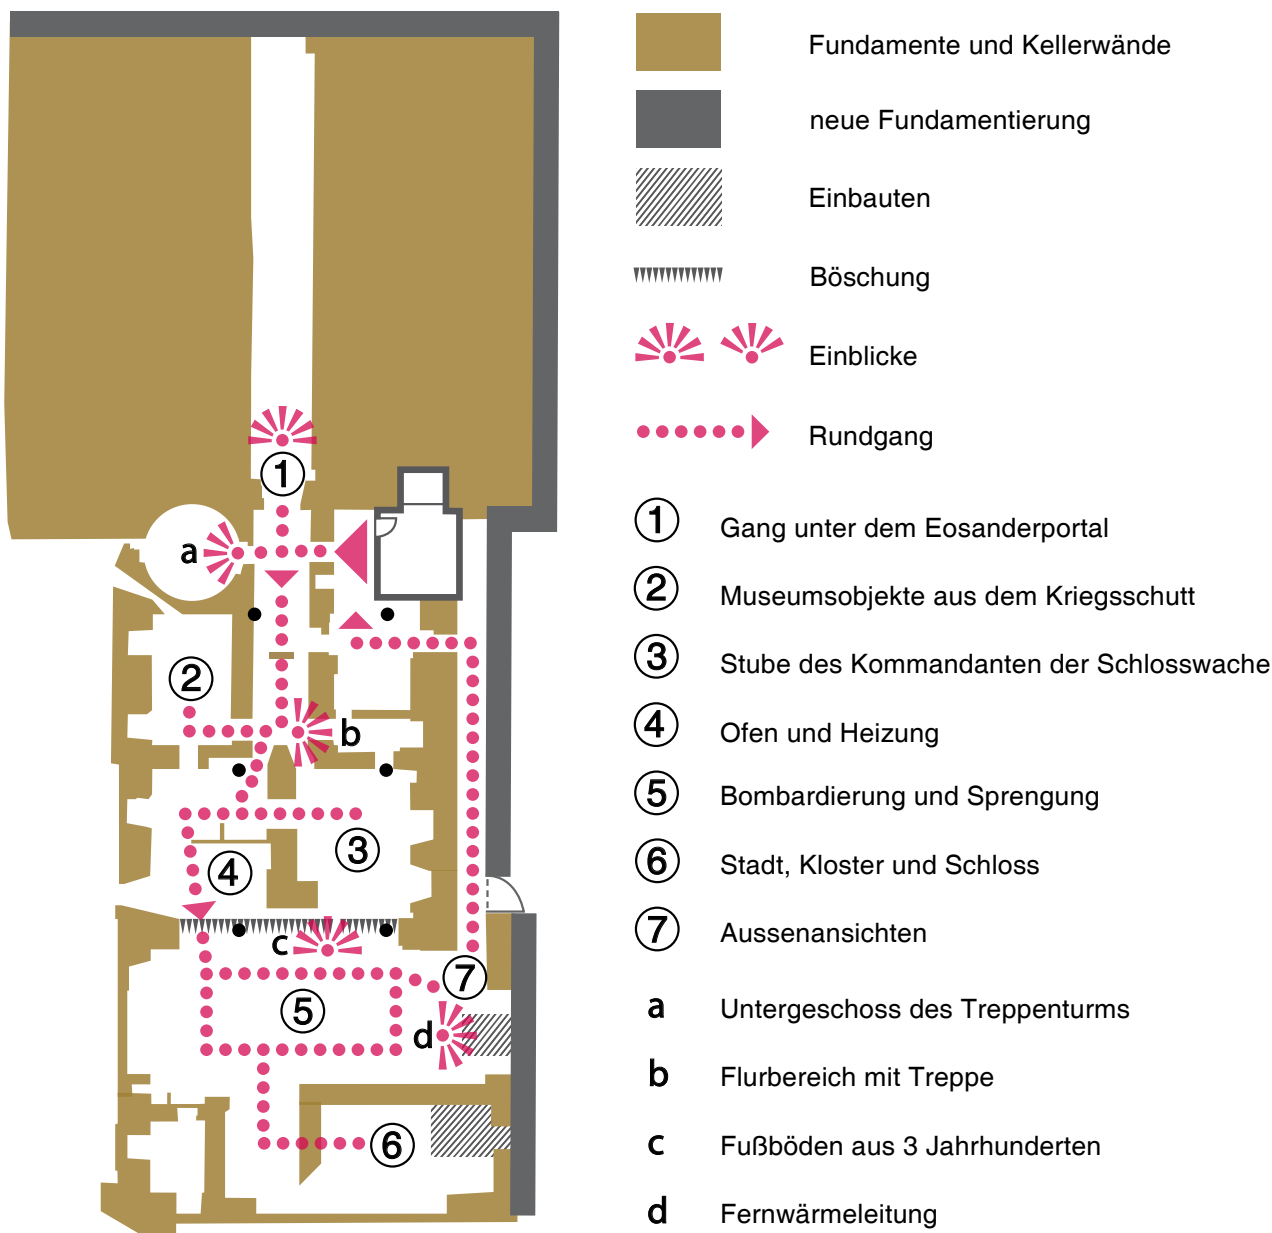 Fundamente und Kellerwände
neue Fundamentierung
Einbauten
Böschung
Einblicke
Rundgang
1 Gang unter dem Eosanderportal
2 Museumsobjekte aus dem Kriegsschutt
3 Stube des Kommandanten der Schlosswache
4 Ofen und Heizung
5 Bombardierung und Sprengung
6 Stadt, Kloster und Schloss
7 Aussenansichten
a Untergeschoss des Treppenturms
b Flurbereich mit Treppe
c Fußböden aus 3 Jahrhunderten
d Fernwärmeleitung
1
a
2
b
3
4
c
7
5
d
6